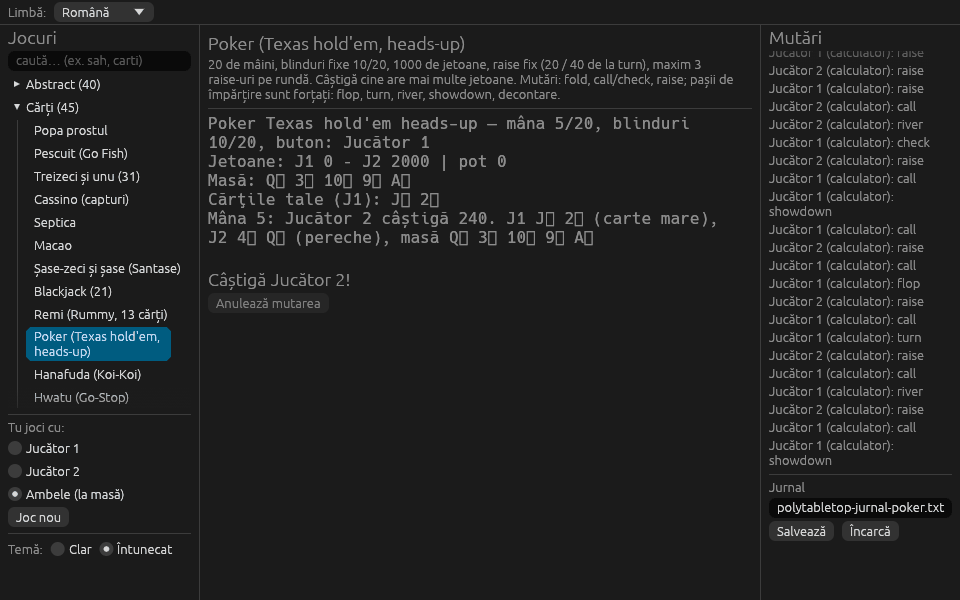 Limbă: Română
Jocuri
caută... (ex. sah, carti)
Abstract (40)
Cărți (45)
Popa prostul
Pescuit (Go Fish)
Treizeci și unu (31)
Cassino (capturi)
Septica
Macao
Șase-zeci și șase (Santase)
Blackjack (21)
Remi (Rummy, 13 cărți)
Poker (Texas hold'em,
heads-up)
Hanafuda (Koi-Koi)
Hwatu (Go-Stop)
Tu joci cu:
Jucător 1
Jucător 2
Ambele (la masă)
Joc nou
Temă: Clar Întunecat
Poker (Texas hold'em, heads-up)
20 de mâini, blinduri fixe 10/20, 1000 de jetoane, raise fix (20 / 40 de la turn), maxim 3
raise-uri pe rundă. Câștigă cine are mai multe jetoane. Mutări: fold, call/check, raise; pașii de
împărțire sunt forțați: flop, turn, river, showdown, decontare.
Poker Texas hold'em heads-up — mâna 5/20, blinduri
10/20, buton: Jucător 1
Jetoane: J1 0 - J2 2000 | pot 0
Masă: Q▯ 3▯ 10▯ 9▯ A▯
Cărţile tale (J1): J▯ 2▯
Mâna 5: Jucător 2 câștigă 240. J1 J▯ 2▯ (carte mare),
J2 4▯ Q▯ (pereche), masă Q▯ 3▯ 10▯ 9▯ A▯
Câștigă Jucător 2!
Anulează mutarea
Mutări
Jucător 1 (calculator): raise
Jucător 2 (calculator): raise
Jucător 1 (calculator): raise
Jucător 2 (calculator): call
Jucător 2 (calculator): river
Jucător 1 (calculator): check
Jucător 2 (calculator): raise
Jucător 1 (calculator): call
Jucător 1 (calculator):
showdown
Jucător 1 (calculator): call
Jucător 2 (calculator): raise
Jucător 1 (calculator): call
Jucător 1 (calculator): flop
Jucător 2 (calculator): raise
Jucător 1 (calculator): call
Jucător 1 (calculator): turn
Jucător 2 (calculator): raise
Jucător 1 (calculator): call
Jucător 1 (calculator): river
Jucător 2 (calculator): raise
Jucător 1 (calculator): call
Jucător 1 (calculator):
showdown
Jurnal
polytabletop-jurnal-poker.txt
Salvează Încarcă